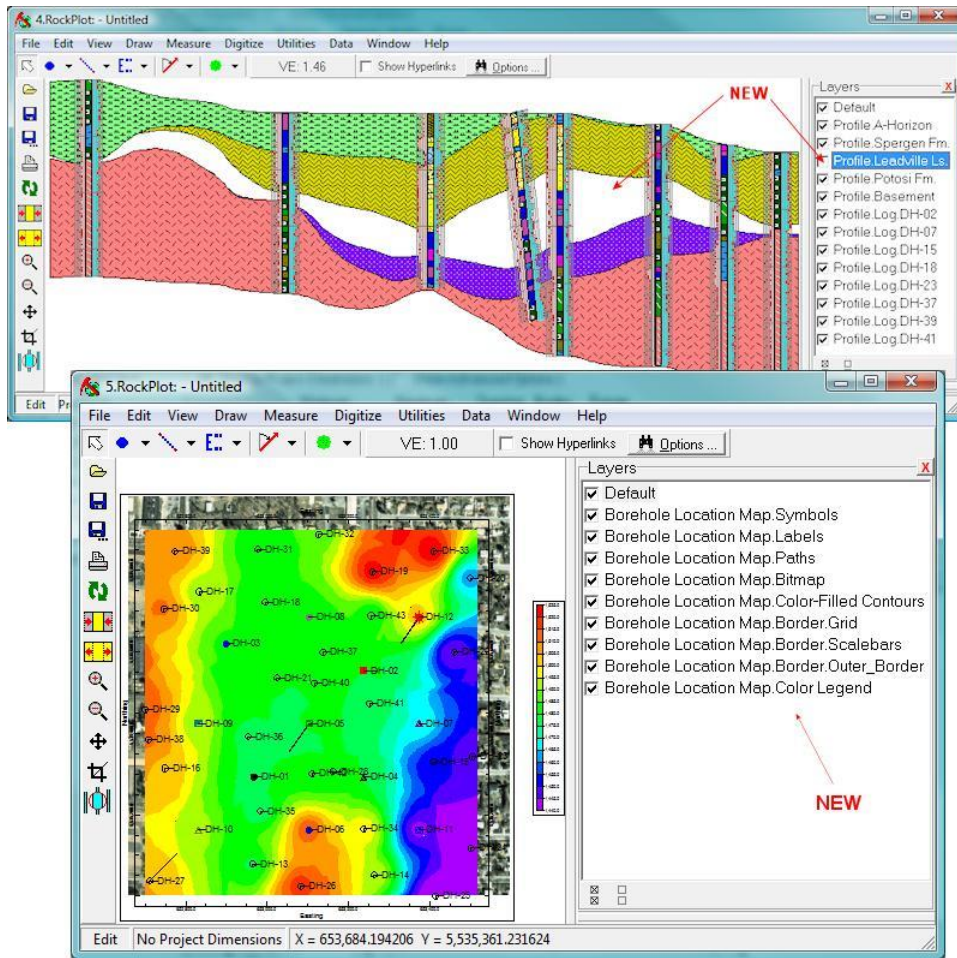 4.RockPlot: - Untitled
File Edit View Draw Measure Digitize Utilities Data Window Help
VE: 1.46 Show Hyperlinks Options ...
NEW
Layers X
Default
Profile.A-Horizon
Profile.Spergen Fm.
Profile.Leadville Ls.
Profile.Potosi Fm.
Profile.Basement
Profile.Log.DH-02
Profile.Log.DH-07
Profile.Log.DH-15
Profile.Log.DH-18
Profile.Log.DH-23
Profile.Log.DH-37
Profile.Log.DH-39
Profile.Log.DH-41
Edit
5.RockPlot: - Untitled
File Edit View Draw Measure Digitize Utilities Data Window Help
VE: 1.00 Show Hyperlinks Options ...
Layers X
Default
Borehole Location Map.Symbols
Borehole Location Map.Labels
Borehole Location Map.Paths
Borehole Location Map.Bitmap
Borehole Location Map.Color-Filled Contours
Borehole Location Map.Border.Grid
Borehole Location Map.Border.Scalebars
Borehole Location Map.Border.Outer_Border
Borehole Location Map.Color Legend
NEW
DH-32
DH-39 DH-31 DH-33
DH-19
DH-17
DH-30 DH-18
DH-08 DH-43 DH-12
DH-03
DH-37
DH-21 DH-40 DH-02
DH-29 DH-41
DH-09 DH-05 DH-07
DH-38 DH-36
DH-16
DH-01 DH-04
DH-35
DH-10 DH-06 DH-34 DH-11
DH-13
DH-27 DH-26 DH-14
Easting
Edit No Project Dimensions X = 653,684.194206 Y = 5,535,361.231624